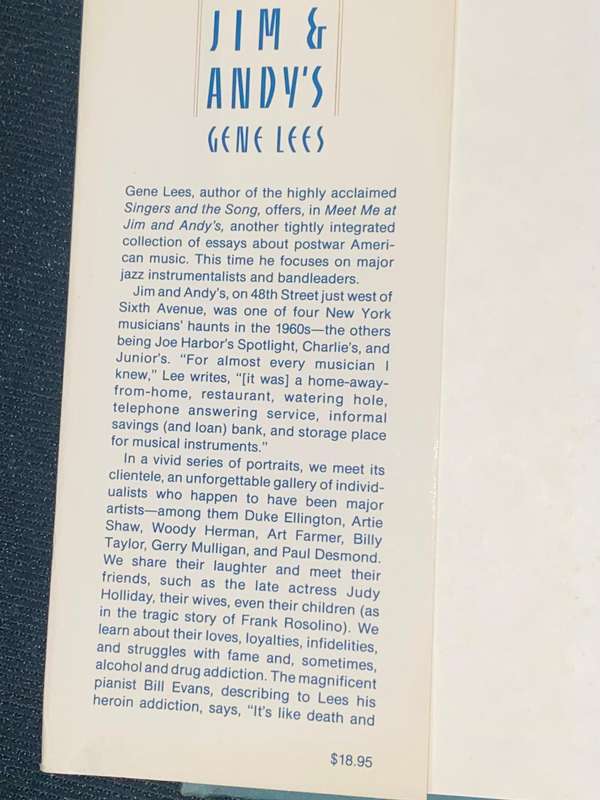 JIM &
ANDY'S
GENE LEES
Gene Lees, author of the highly acclaimed
Singers and the Song, offers, in Meet Me at
Jim and Andy's, another tightly integrated
collection of essays about postwar Ameri-
can music. This time he focuses on major
jazz instrumentalists and bandleaders.
Jim and Andy's, on 48th Street just west of
Sixth Avenue, was one of four New York
musicians' haunts in the 1960s—the others
being Joe Harbor's Spotlight, Charlie's, and
Junior's. "For almost every musician I
knew," Lee writes, "[it was] a home-away-
from-home, restaurant, watering hole,
telephone answering service, informal
savings (and loan) bank, and storage place
for musical instruments."
In a vivid series of portraits, we meet its
clientele, an unforgettable gallery of individ-
ualists who happen to have been major
artists—among them Duke Ellington, Artie
Shaw, Woody Herman, Art Farmer, Billy
Taylor, Gerry Mulligan, and Paul Desmond.
We share their laughter and meet their
friends, such as the late actress Judy
Holliday, their wives, even their children (as
in the tragic story of Frank Rosolino). We
learn about their loves, loyalties, infidelities,
and struggles with fame and, sometimes,
alcohol and drug addiction. The magnificent
pianist Bill Evans, describing to Lees his
heroin addiction, says, "It's like death and
$18.95